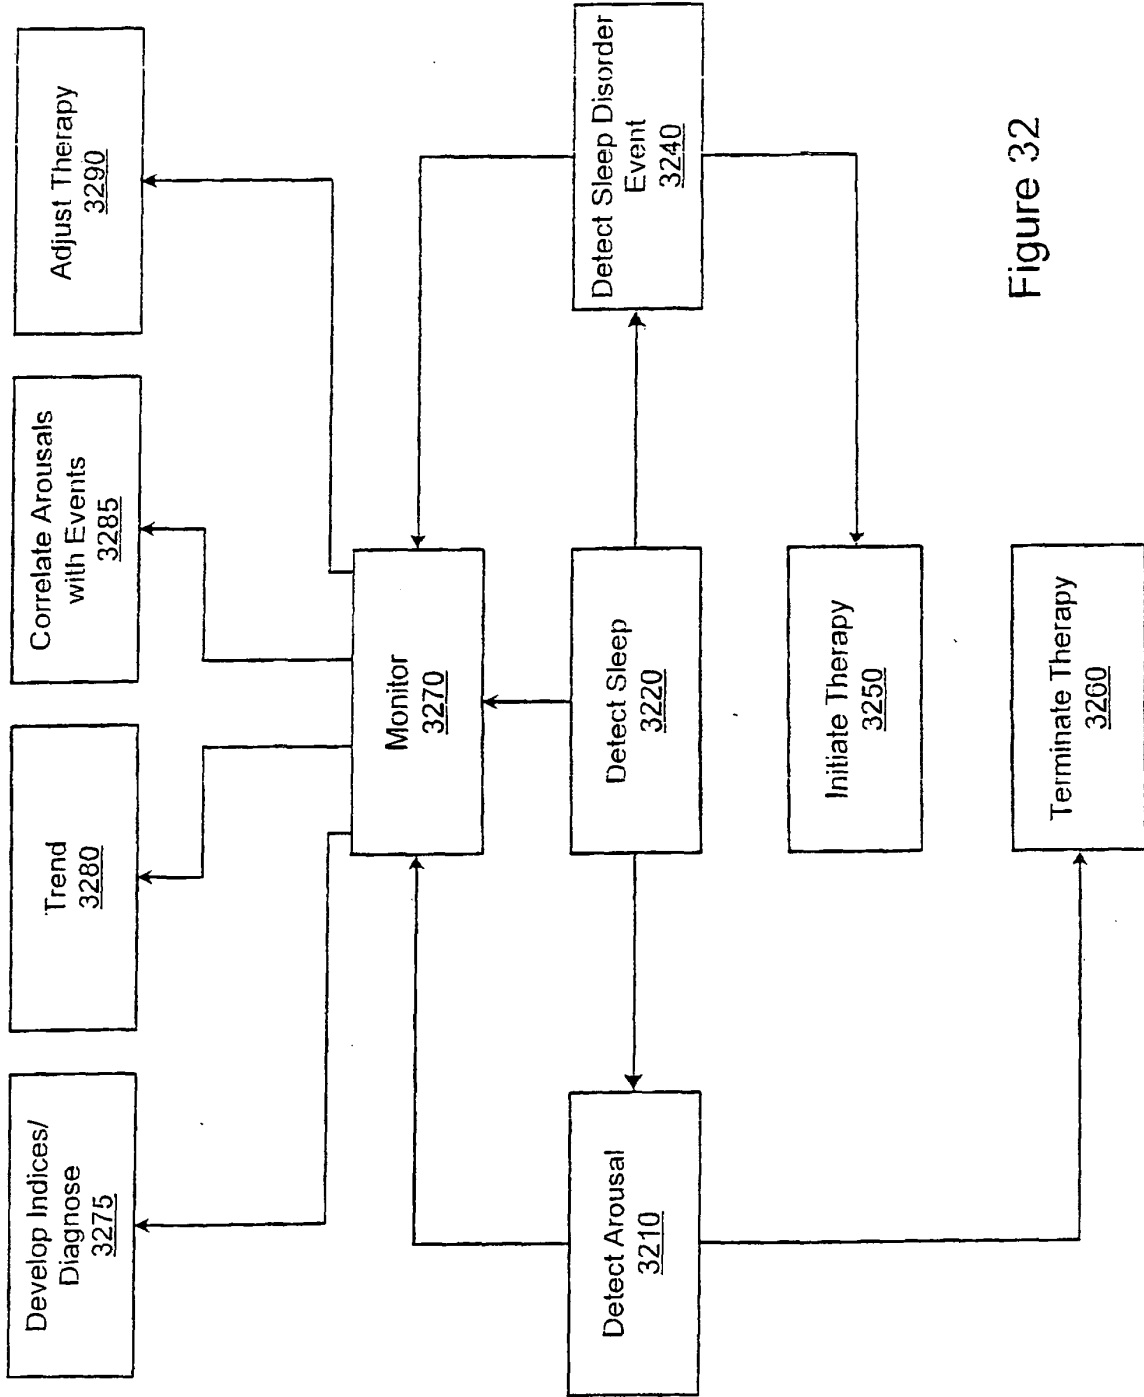 Develop Indices/
Diagnose
3275
Trend
3280
Correlate Arousals
with Events
3285
Adjust Therapy
3290
Monitor
3270
Detect Arousal
3210
Detect Sleep
3220
Detect Sleep Disorder
Event
3240
Initiate Therapy
3250
Terminate Therapy
3260
Figure 32